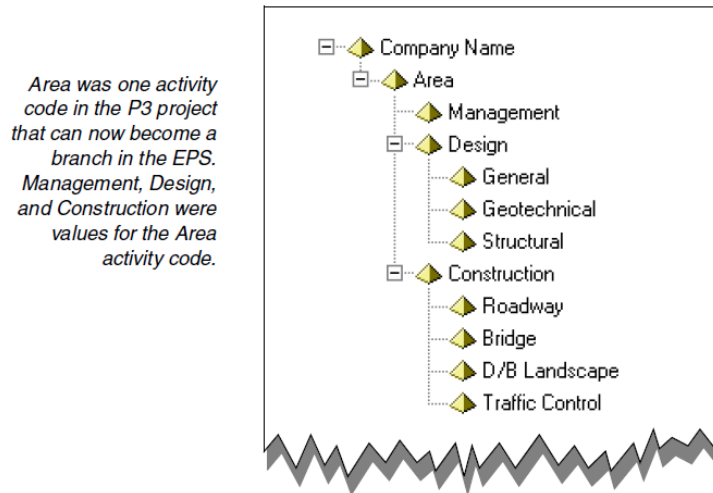 Area was one activity
code in the P3 project
that can now become a
branch in the EPS.
Management, Design,
and Construction were
values for the Area
activity code.
Company Name
Area
Management
Design
General
Geotechnical
Structural
Construction
Roadway
Bridge
D/B Landscape
Traffic Control